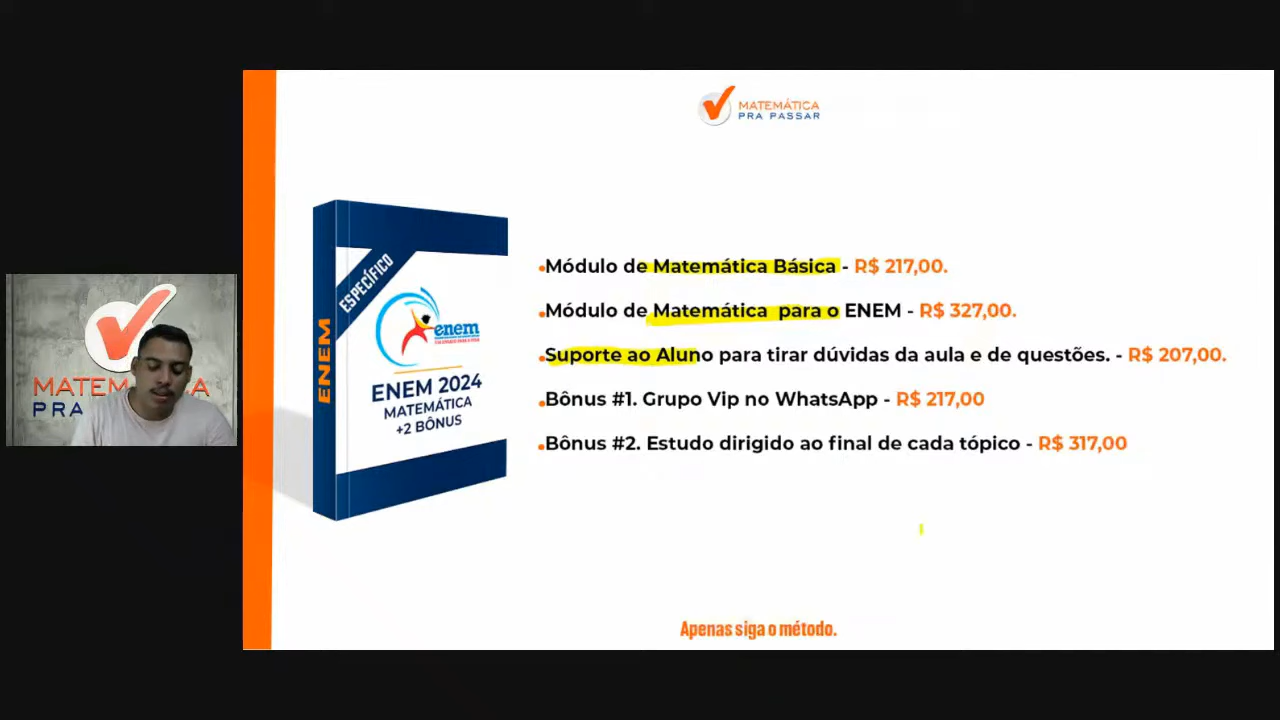 MATEMÁTICA
PRA PASSAR
•Módulo de Matemática Básica - R$ 217,00.
•Módulo de Matemática para o ENEM - R$ 327,00.
•Suporte ao Aluno para tirar dúvidas da aula e de questões. - R$ 207,00.
•Bônus #1. Grupo Vip no WhatsApp - R$ 217,00
•Bônus #2. Estudo dirigido ao final de cada tópico - R$ 317,00
ESPECÍFICO
enem
ENEM
ENEM 2024
MATEMÁTICA
+2 BÔNUS
MATEM
A
PRA
Apenas siga o método.